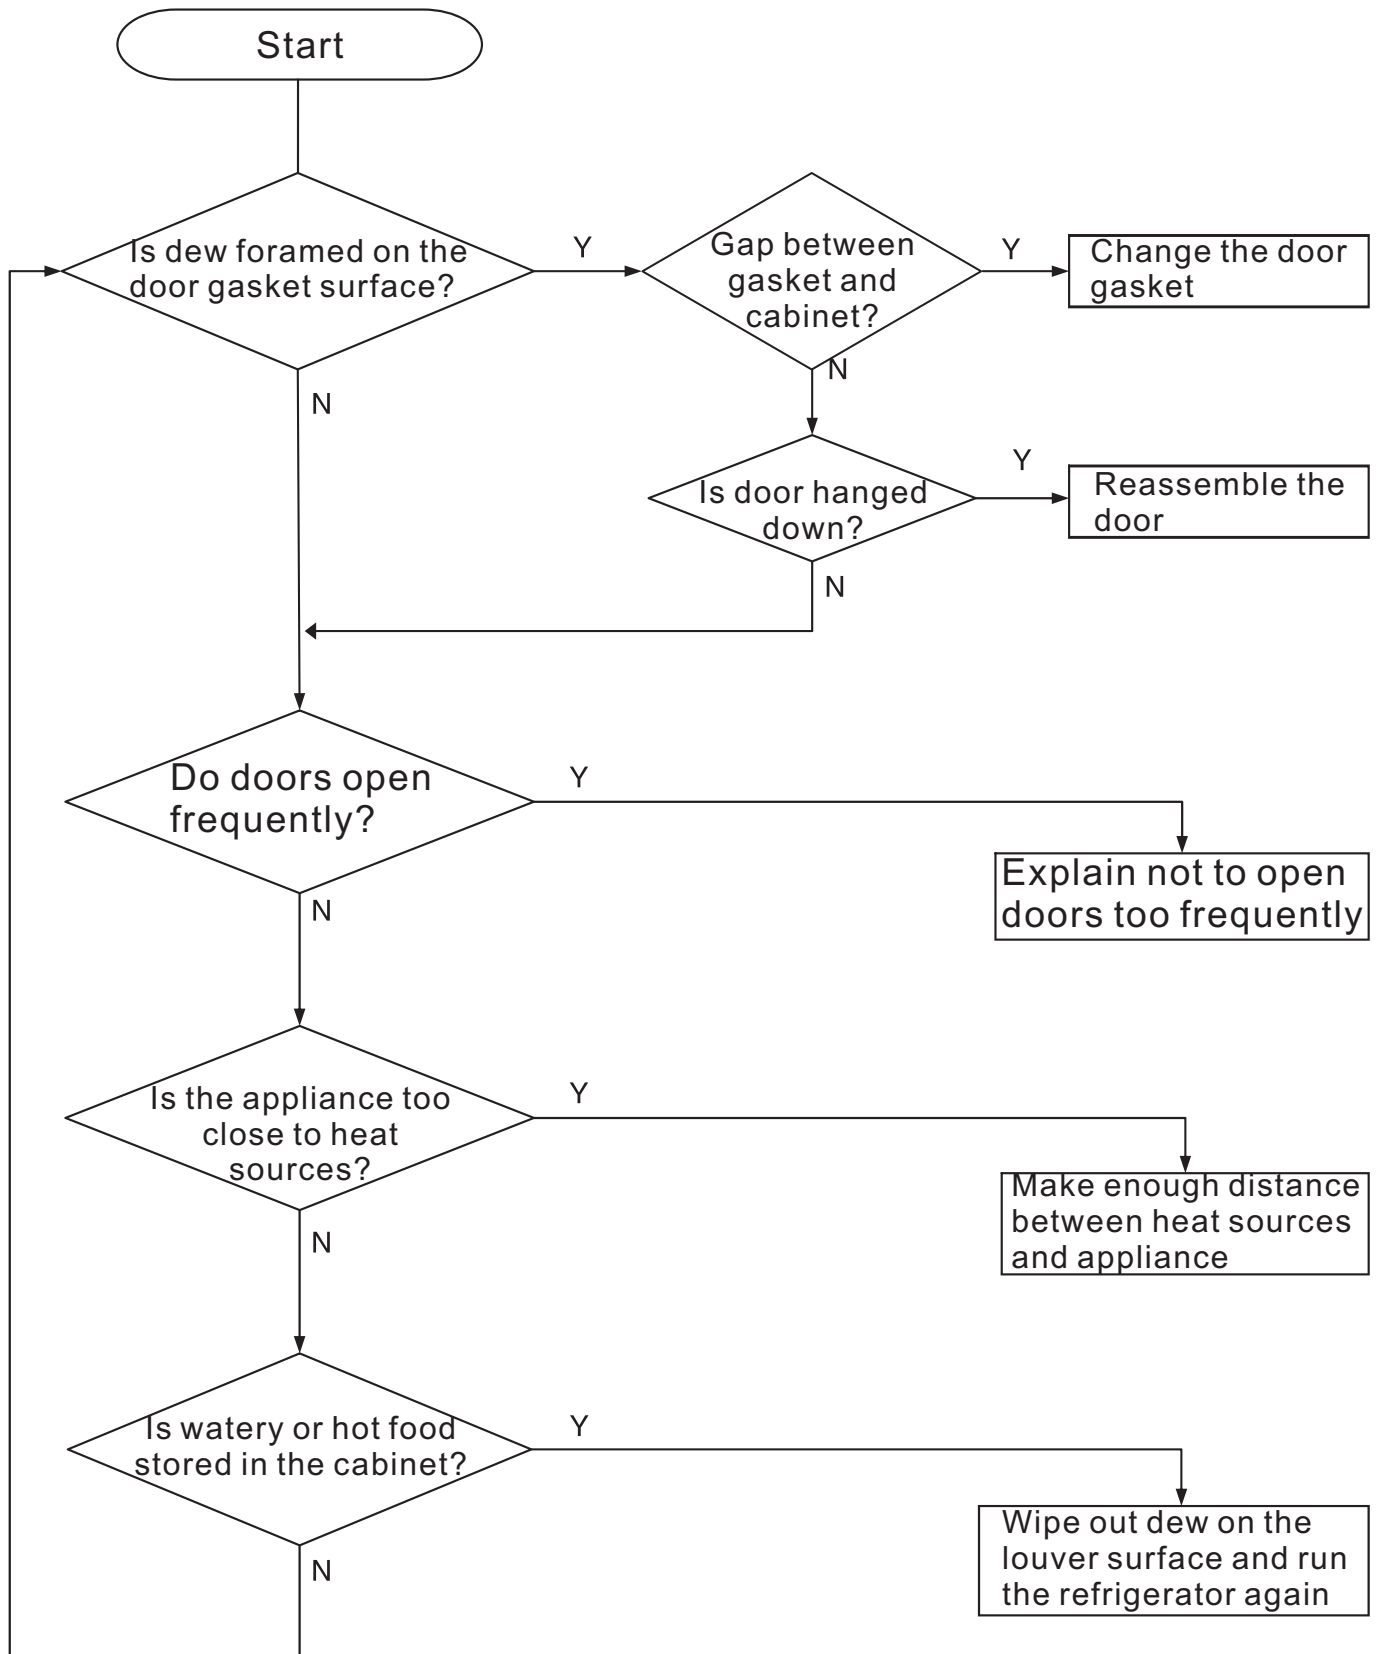 Start
Is dew foramed on the
door gasket surface?
Y
Gap between
gasket and
cabinet?
Y
Change the door
gasket
N
N
Is door hanged
down?
Y
Reassemble the
door
N
Do doors open
frequently?
Y
Explain not to open
doors too frequently
N
Is the appliance too
close to heat
sources?
Y
Make enough distance
between heat sources
and appliance
N
Is watery or hot food
stored in the cabinet?
Y
Wipe out dew on the
louver surface and run
the refrigerator again
N